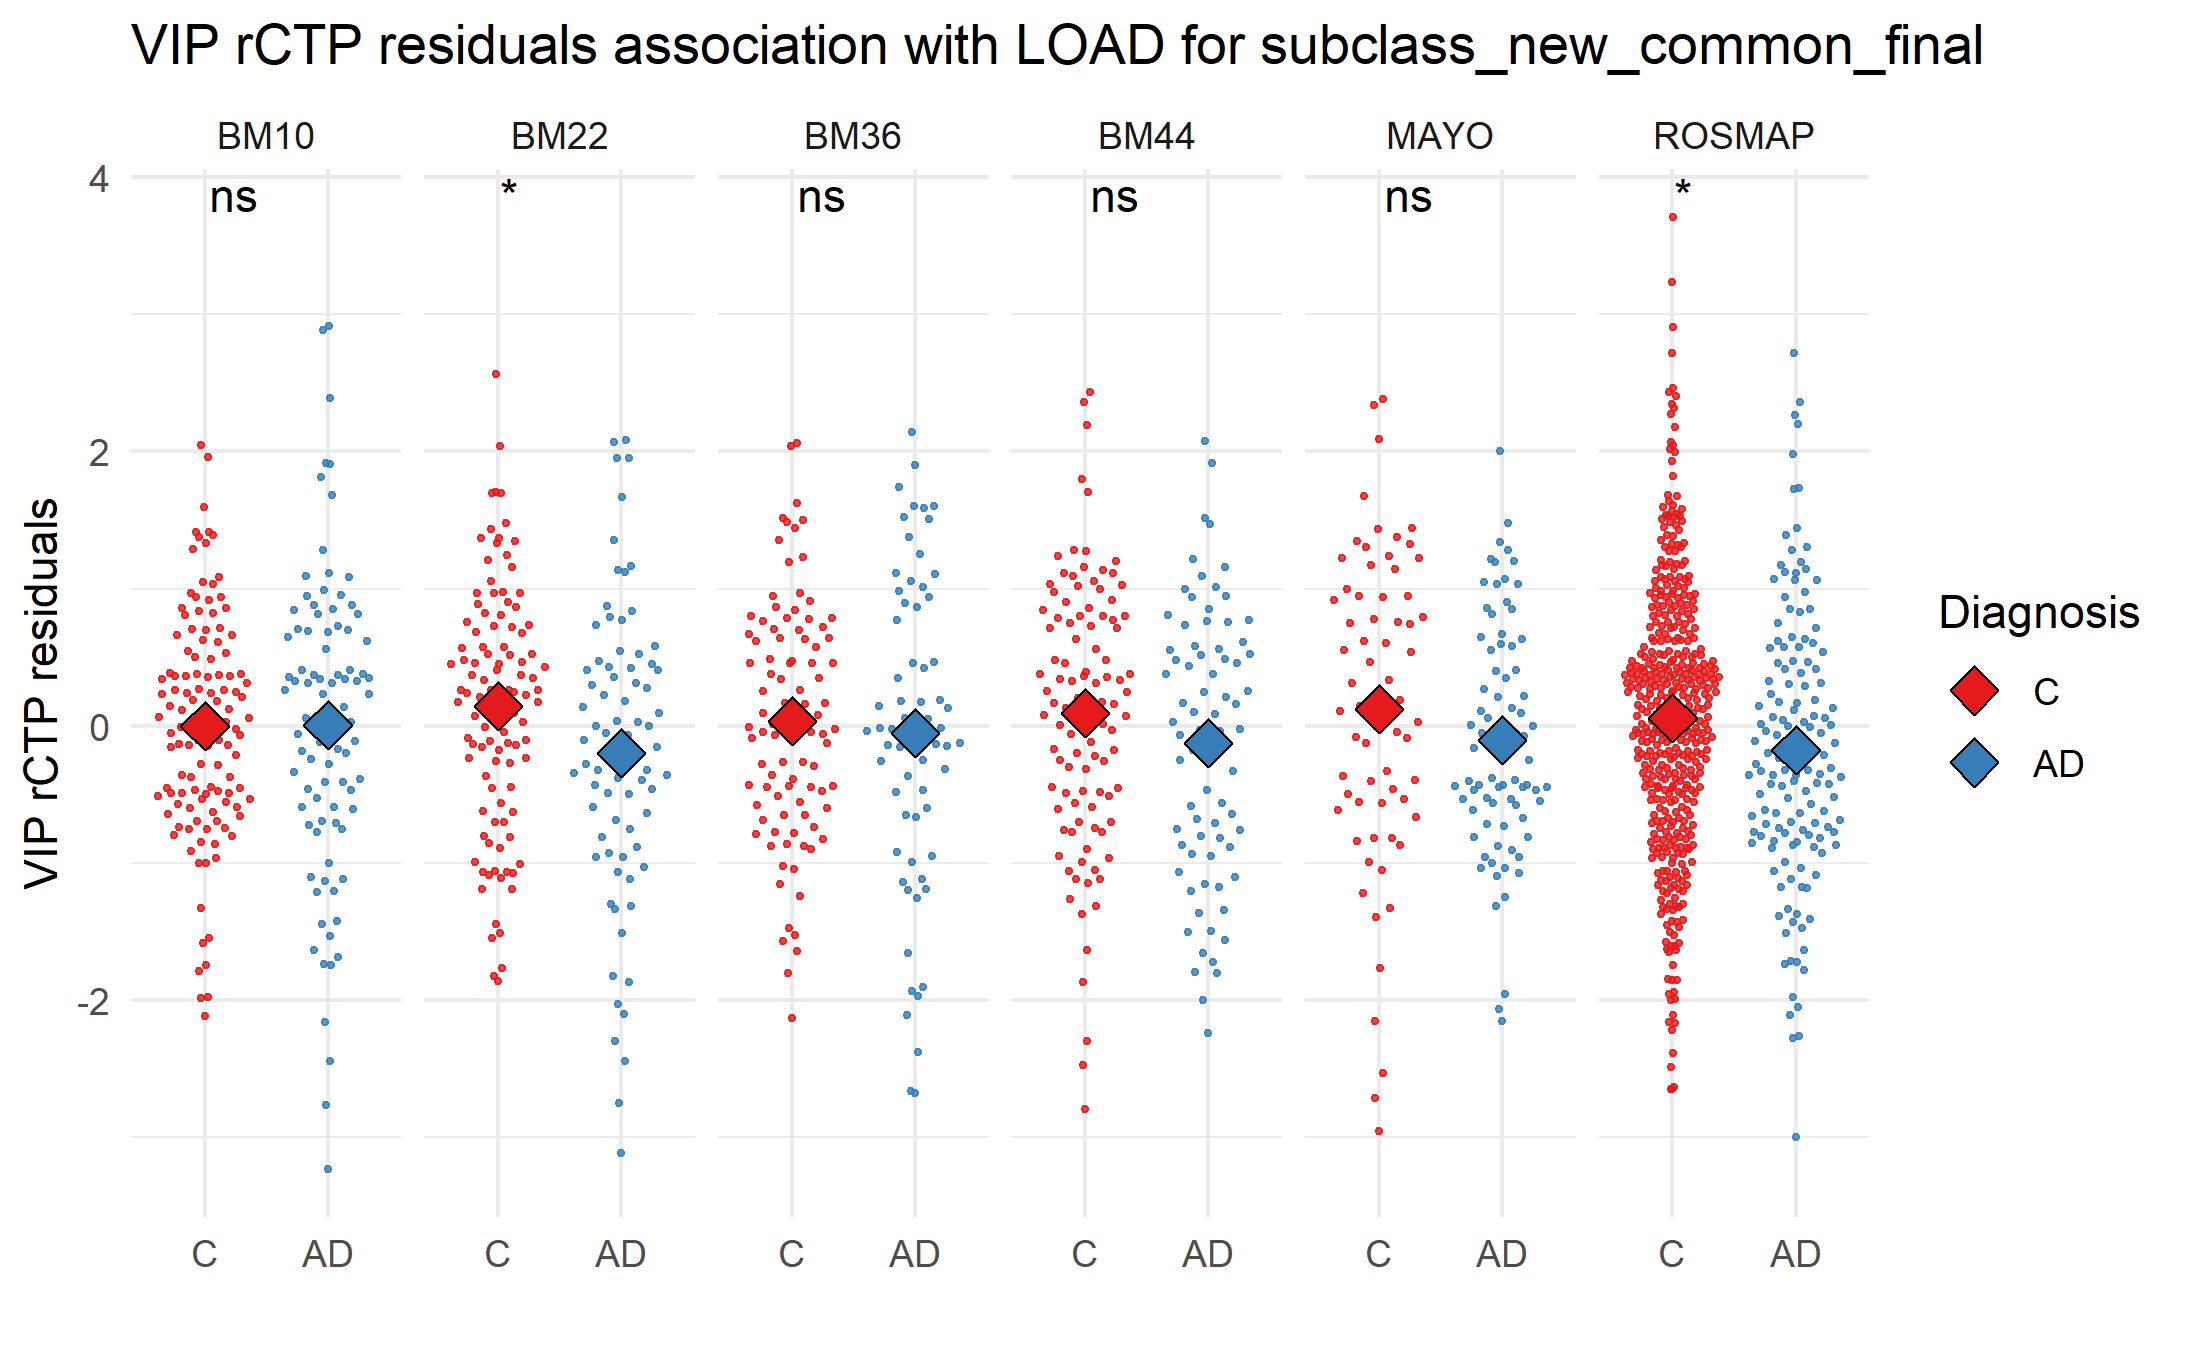 VIP rCTP residuals association with LOAD for subclass_new_common_final
BM10 BM22 BM36 BM44 MAYO ROSMAP
ns * ns ns ns *
4
2
0
-2
VIP rCTP residuals
C AD C AD C AD C AD C AD C AD
Diagnosis
C
AD